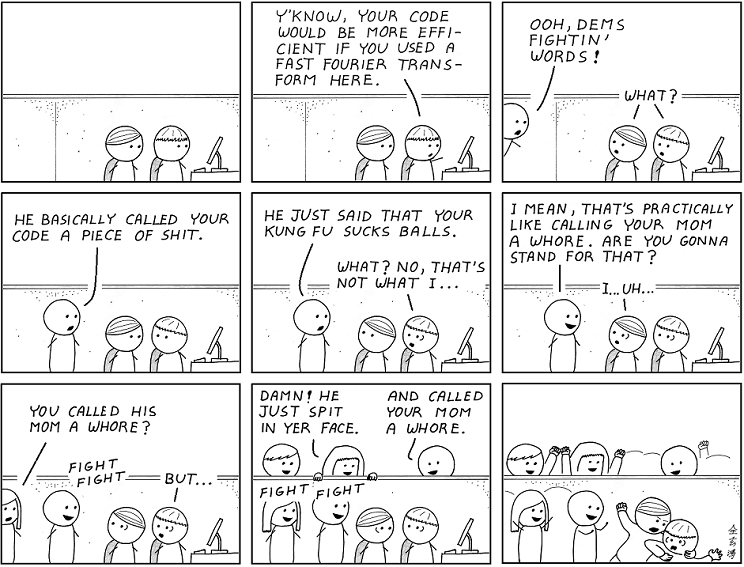 Y'KNOW, YOUR CODE
WOULD BE MORE EFFI-
CIENT IF YOU USED A
FAST FOURIER TRANS-
FORM HERE.
OOH, DEMS
FIGHTIN'
WORDS!
WHAT?
HE BASICALLY CALLED YOUR
CODE A PIECE OF SHIT.
HE JUST SAID THAT YOUR
KUNG FU SUCKS BALLS.
WHAT? NO, THAT'S
NOT WHAT I...
I MEAN, THAT'S PRACTICALLY
LIKE CALLING YOUR MOM
A WHORE. ARE YOU GONNA
STAND FOR THAT?
I... UH...
YOU CALLED HIS
MOM A WHORE?
FIGHT
FIGHT
BUT...
DAMN! HE
JUST SPIT
IN YER FACE.
AND CALLED
YOUR MOM
A WHORE.
FIGHT
FIGHT